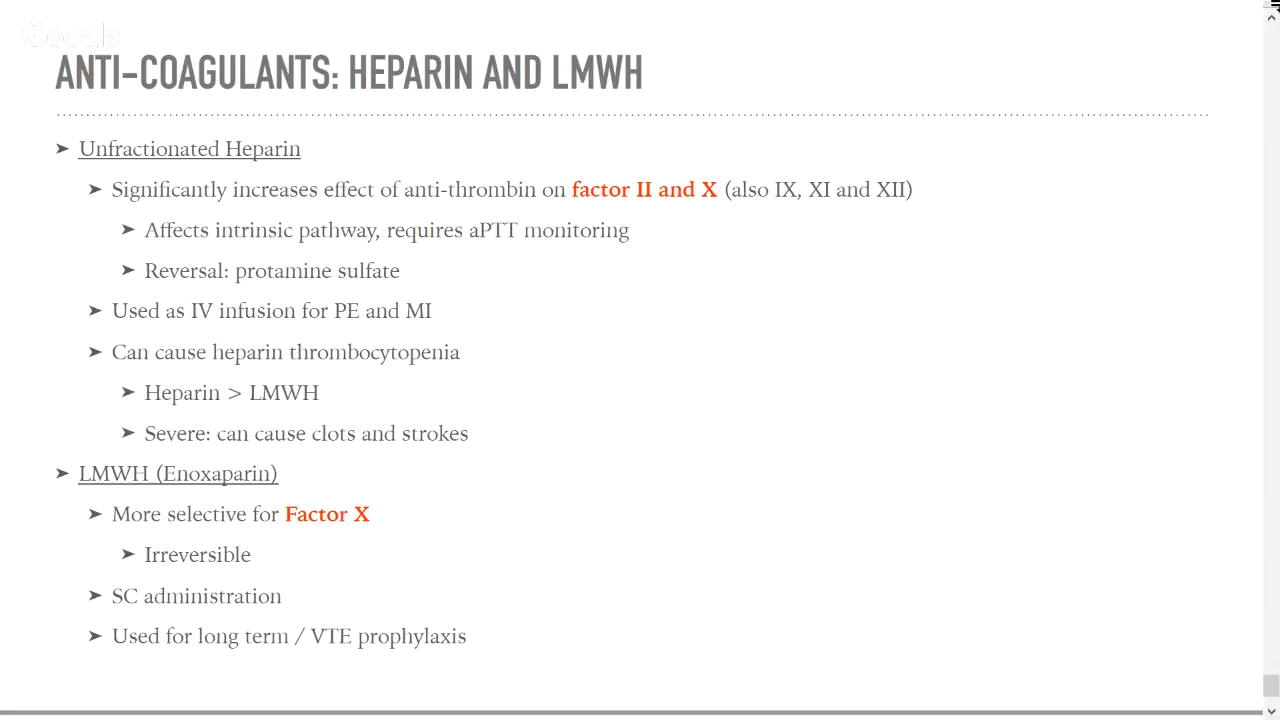 ANTI-COAGULANTS: HEPARIN AND LMWH
➤ Unfractionated Heparin
➤ Significantly increases effect of anti-thrombin on factor II and X (also IX, XI and XII)
➤ Affects intrinsic pathway, requires aPTT monitoring
➤ Reversal: protamine sulfate
➤ Used as IV infusion for PE and MI
➤ Can cause heparin thrombocytopenia
➤ Heparin > LMWH
➤ Severe: can cause clots and strokes
➤ LMWH (Enoxaparin)
➤ More selective for Factor X
➤ Irreversible
➤ SC administration
➤ Used for long term / VTE prophylaxis